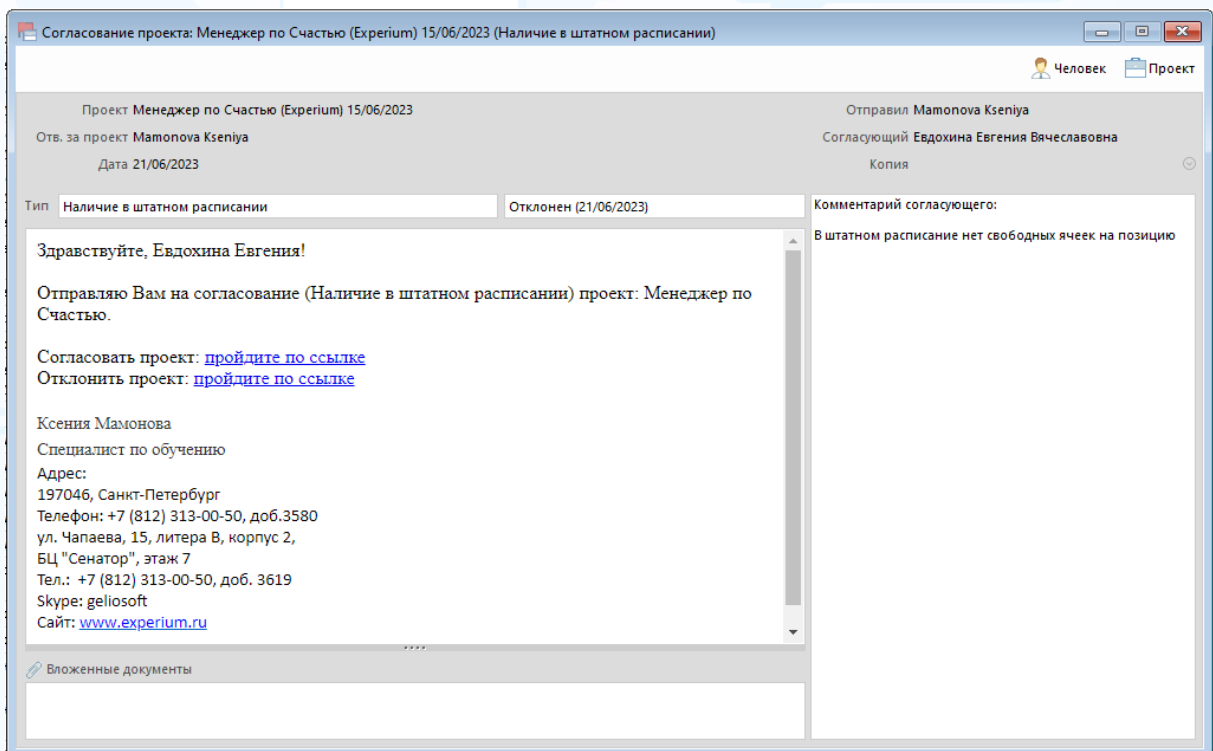 Согласование проекта: Менеджер по Счастью (Experium) 15/06/2023 (Наличие в штатном расписании)
Человек Проект
Проект Менеджер по Счастью (Experium) 15/06/2023
Отправил Mamonova Kseniya
Отв. за проект Mamonova Kseniya
Согласующий Евдохина Евгения Вячеславовна
Дата 21/06/2023
Копия
Тип Наличие в штатном расписании
Отклонен (21/06/2023)
Здравствуйте, Евдохина Евгения!
Отправляю Вам на согласование (Наличие в штатном расписании) проект: Менеджер по
Счастью.
Согласовать проект: пройдите по ссылке
Отклонить проект: пройдите по ссылке
Ксения Мамонова
Специалист по обучению
Адрес:
197046, Санкт-Петербург
Телефон: +7 (812) 313-00-50, доб.3580
ул. Чапаева, 15, литера В, корпус 2,
БЦ "Сенатор", этаж 7
Тел.: +7 (812) 313-00-50, доб. 3619
Skype: geliosoft
Сайт: www.experium.ru
Вложенные документы
Комментарий согласующего:
В штатном расписание нет свободных ячеек на позицию